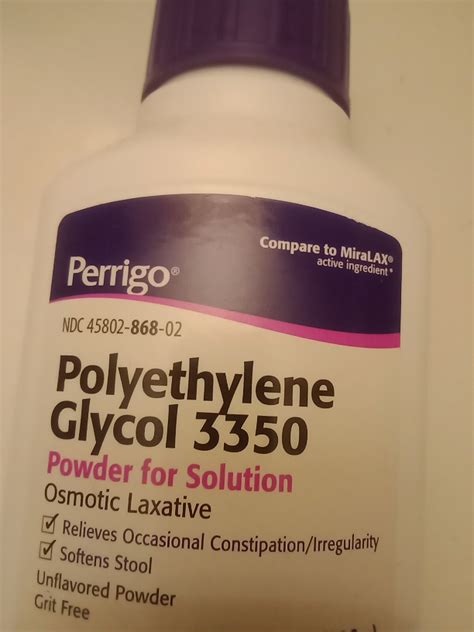 Compare to MiraLAX®
active ingredient*
Perrigo®
NDC 45802-868-02
Polyethylene
Glycol 3350
Powder for Solution
Osmotic Laxative
Relieves Occasional Constipation/Irregularity
Softens Stool
Unflavored Powder
Grit Free